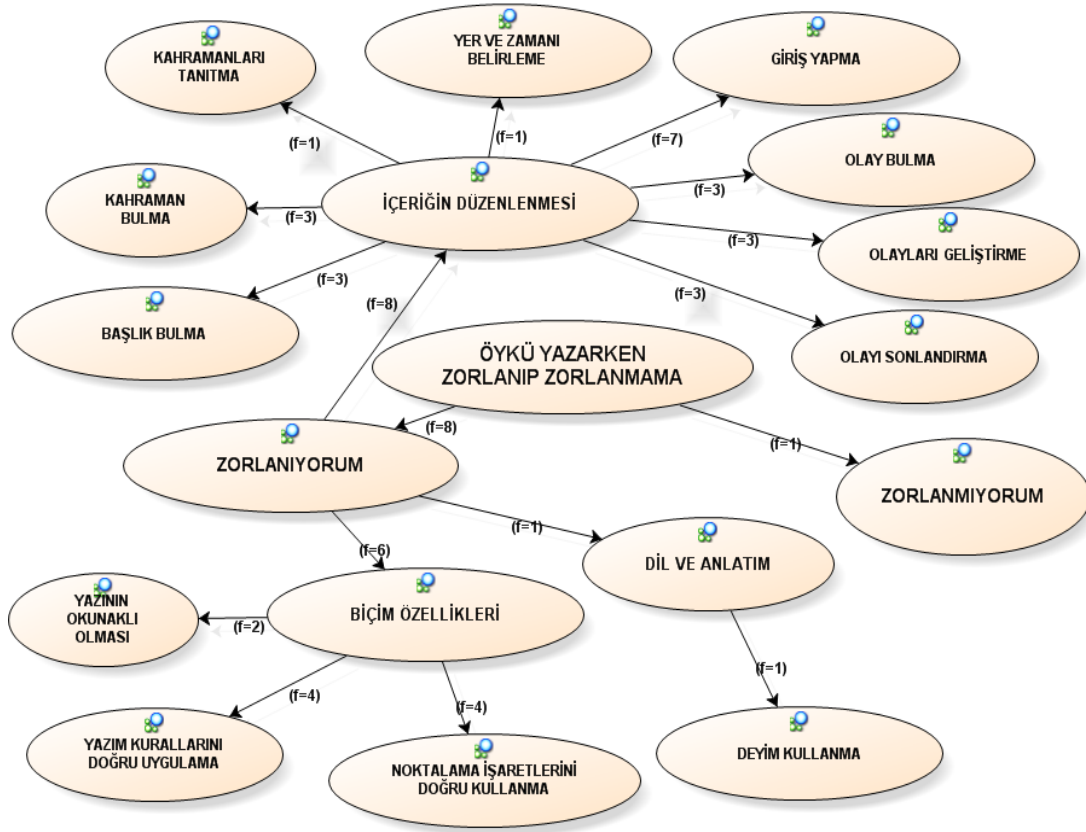 KAHRAMANLARI
TANITMA
YER VE ZAMANI
BELİRLEME
GİRİŞ YAPMA
(f=1)
(f=1)
(f=7)
OLAY BULMA
KAHRAMAN
BULMA
(f=3)
İÇERİĞİN DÜZENLENMESİ
(f=3)
(f=3)
OLAYLARI GELİŞTİRME
(f=3)
(f=8)
(f=3)
BAŞLIK BULMA
OLAYI SONLANDIRMA
ÖYKÜ YAZARKEN
ZORLANIP ZORLANMAMA
(f=8)
(f=1)
ZORLANIYORUM
ZORLANMIYORUM
(f=1)
(f=6)
DİL VE ANLATIM
YAZININ
OKUNAKLI
OLMASI
(f=2)
BİÇİM ÖZELLİKLERİ
(f=4)
(f=4)
(f=1)
YAZIM KURALLARINI
DOĞRU UYGULAMA
NOKTALAMA İŞARETLERİNİ
DOĞRU KULLANMA
DEYİM KULLANMA